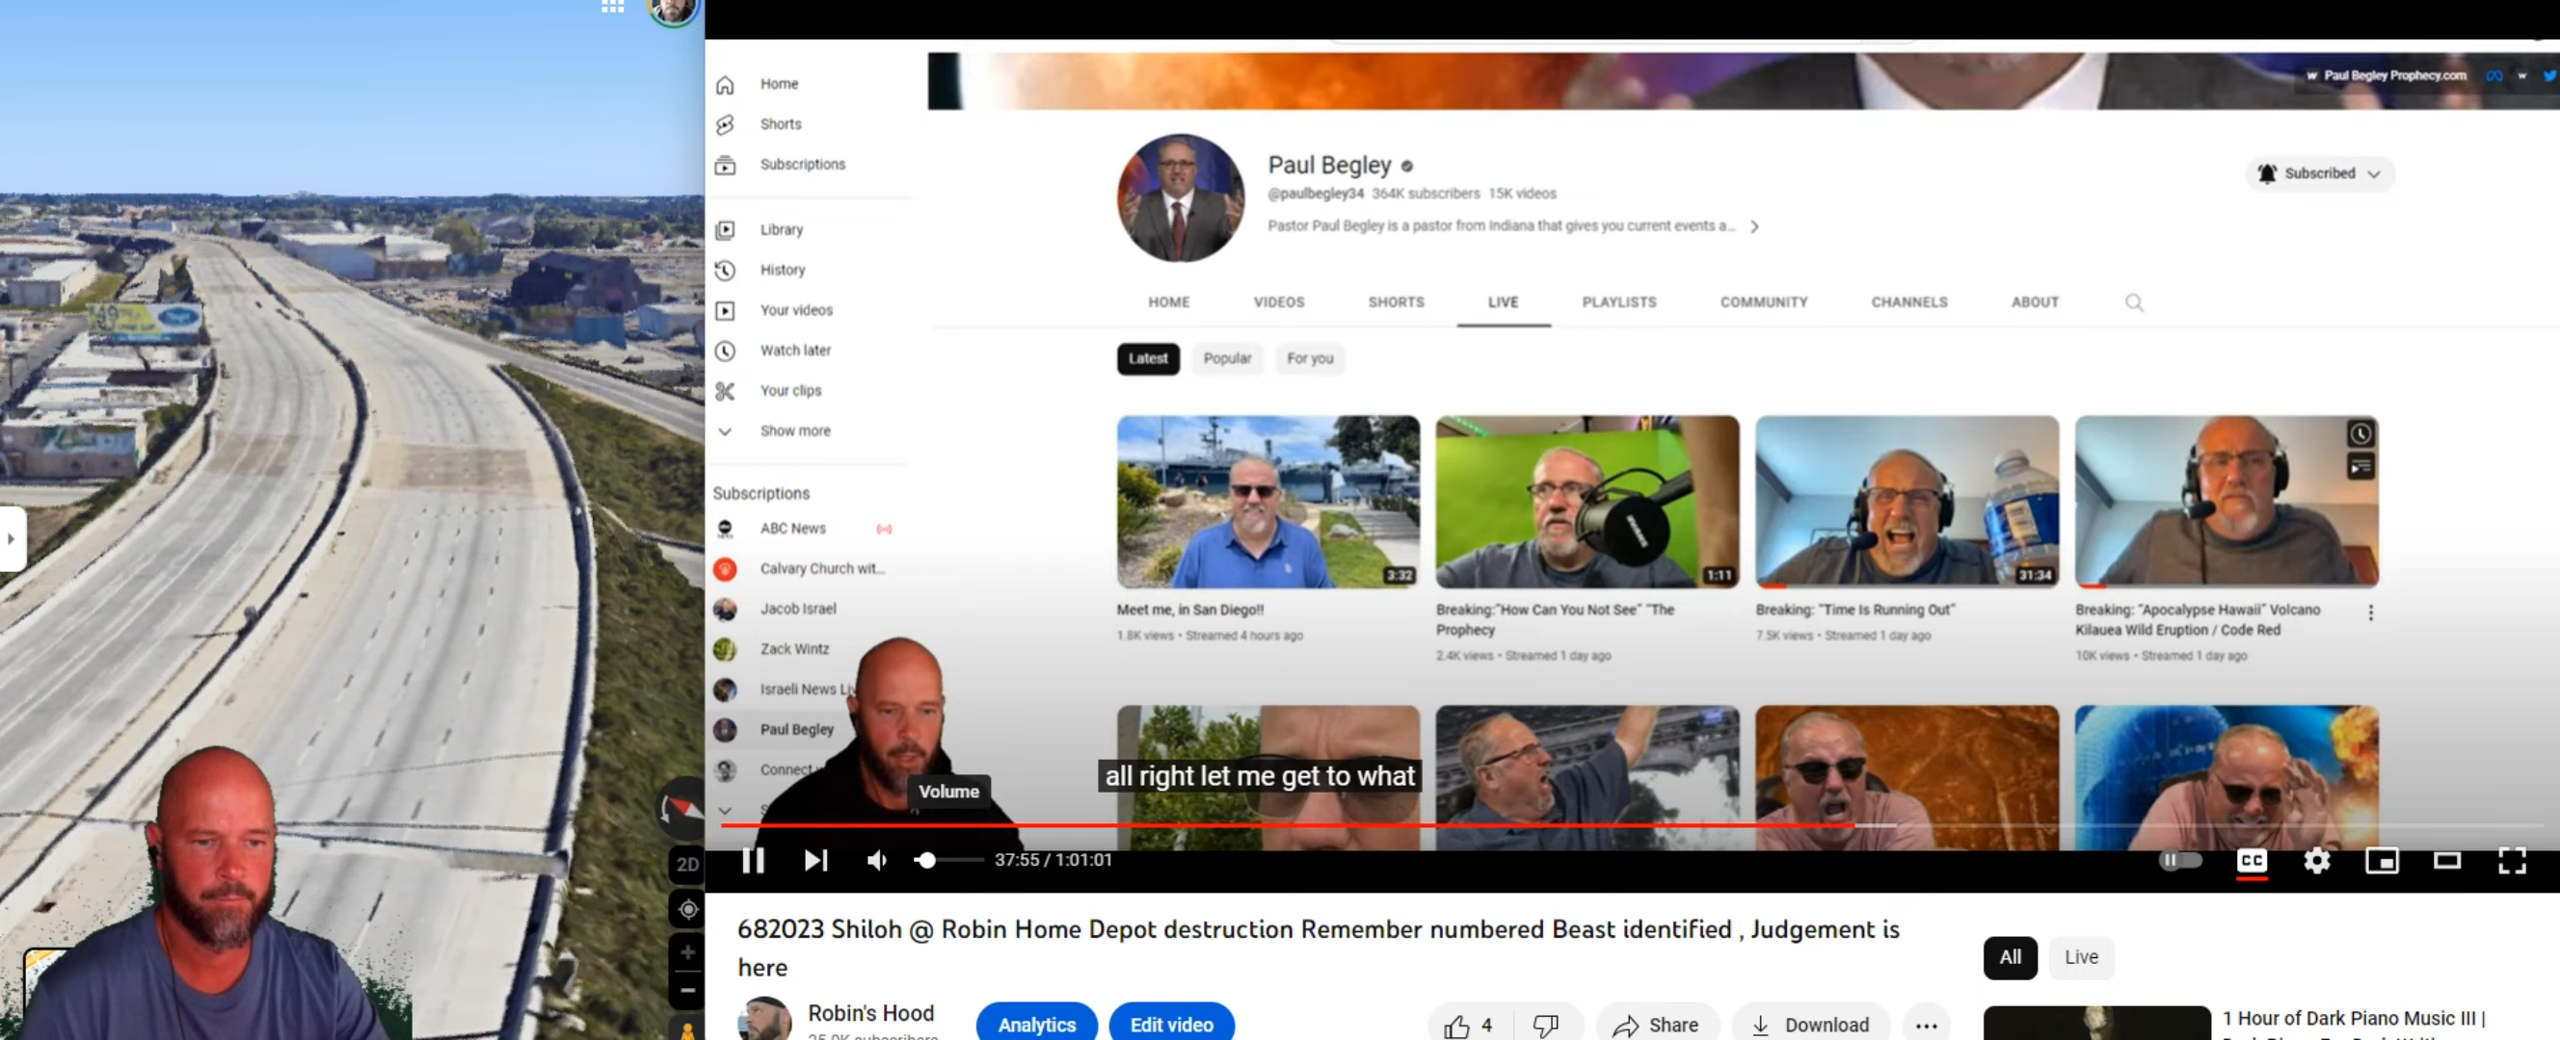 2D
Home
Shorts
Subscriptions
Library
History
Your videos
Watch later
Your clips
Show more
Subscriptions
ABC News
Calvary Church wit...
Jacob Israel
Zack Wintz
Israeli News Li
Paul Begley
Connect
Paul Begley Prophecy.com
Paul Begley
@paulbegley34 364K subscribers 15K videos
Pastor Paul Begley is a pastor from Indiana that gives you current events a...
Subscribed
HOME VIDEOS SHORTS LIVE PLAYLISTS COMMUNITY CHANNELS ABOUT
Latest Popular For you
3:32
Meet me, in San Diego!!
1.8K views • Streamed 4 hours ago
1:11
Breaking:"How Can You Not See" "The
Prophecy
2.4K views • Streamed 1 day ago
31:34
Breaking: "Time Is Running Out"
7.5K views • Streamed 1 day ago
Breaking: "Apocalypse Hawaii" Volcano
Kilauea Wild Eruption / Code Red
10K views • Streamed 1 day ago
all right let me get to what
Volume
37:55 / 1:01:01
CC
682023 Shiloh @ Robin Home Depot destruction Remember numbered Beast identified , Judgement is
here
Robin's Hood
Analytics
Edit video
4
Share
Download
All
Live
1 Hour of Dark Piano Music III |